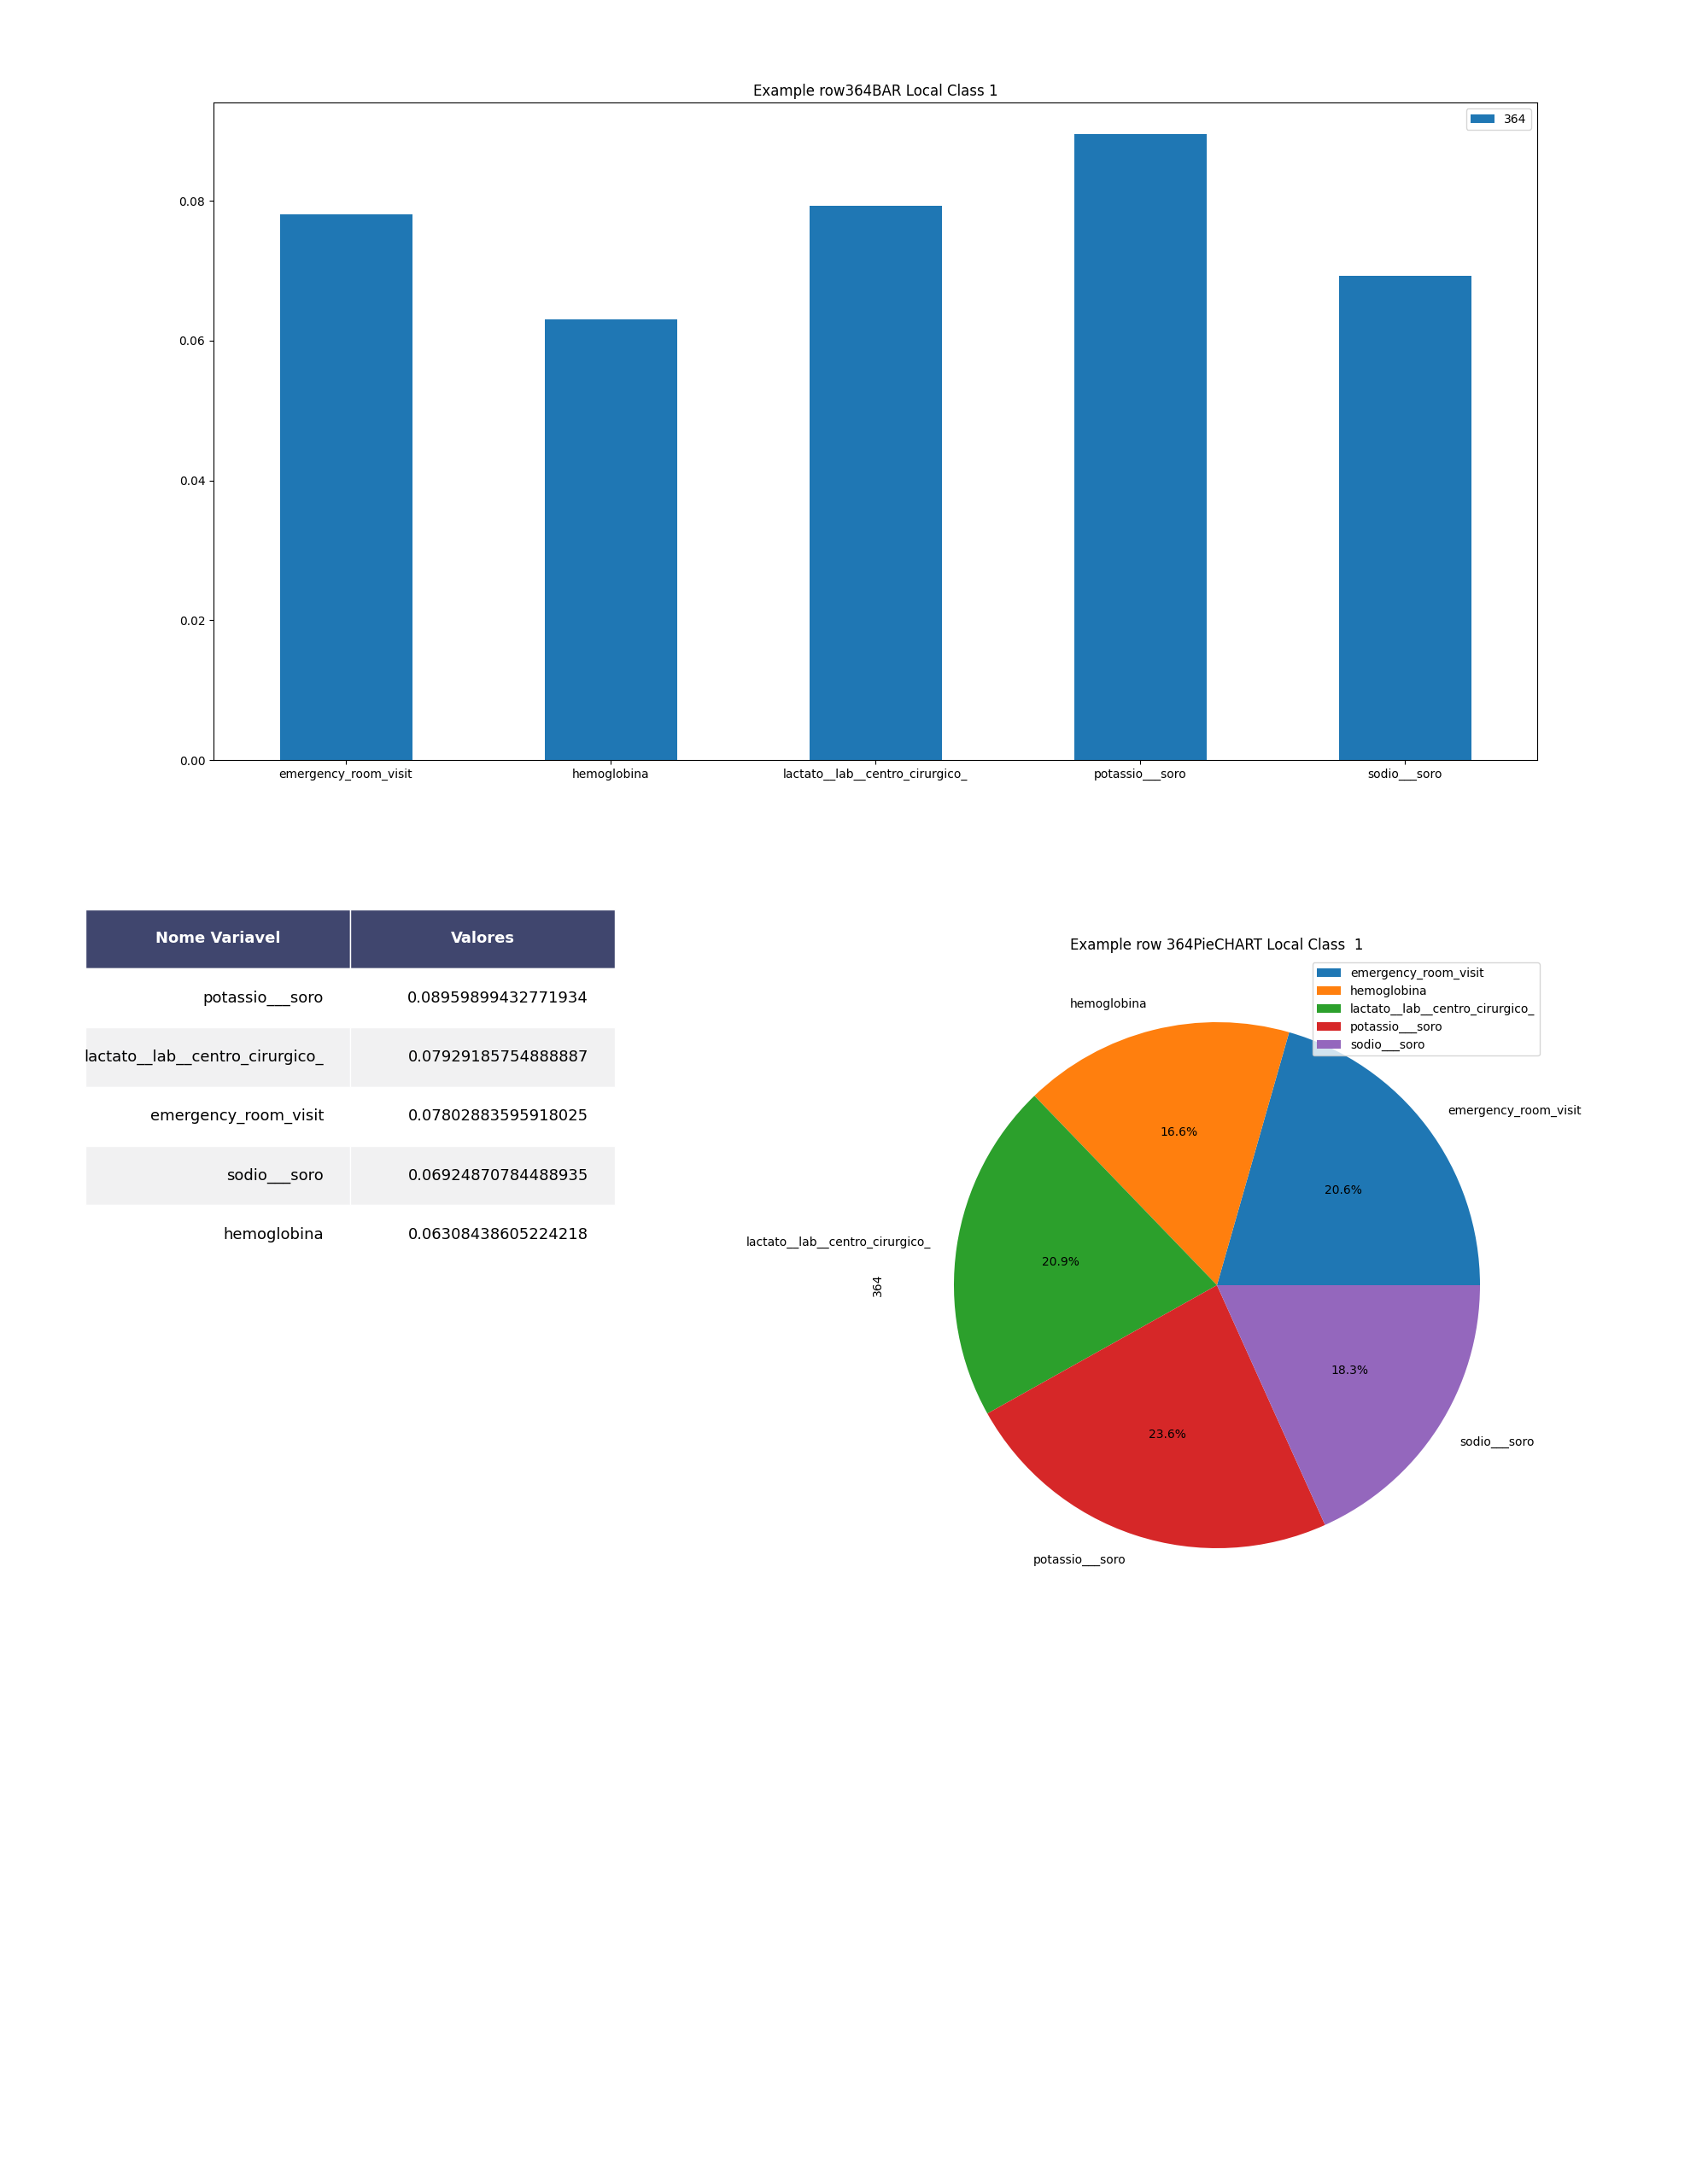 Example row364BAR Local Class 1
364
0.08
0.06
0.04
0.02
0.00
emergency_room_visit hemoglobina lactato__lab__centro_cirurgico_ potassio___soro sodio___soro
Nome Variavel Valores
potassio___soro 0.08959899432771934
lactato__lab__centro_cirurgico_ 0.07929185754888887
emergency_room_visit 0.07802883595918025
sodio___soro 0.06924870784488935
hemoglobina 0.06308438605224218
Example row 364PieCHART Local Class  1
emergency_room_visit
hemoglobina
lactato__lab__centro_cirurgico_
potassio___soro
sodio___soro
hemoglobina
emergency_room_visit
16.6%
20.6%
lactato__lab__centro_cirurgico_
20.9%
364
18.3%
23.6%
sodio___soro
potassio___soro